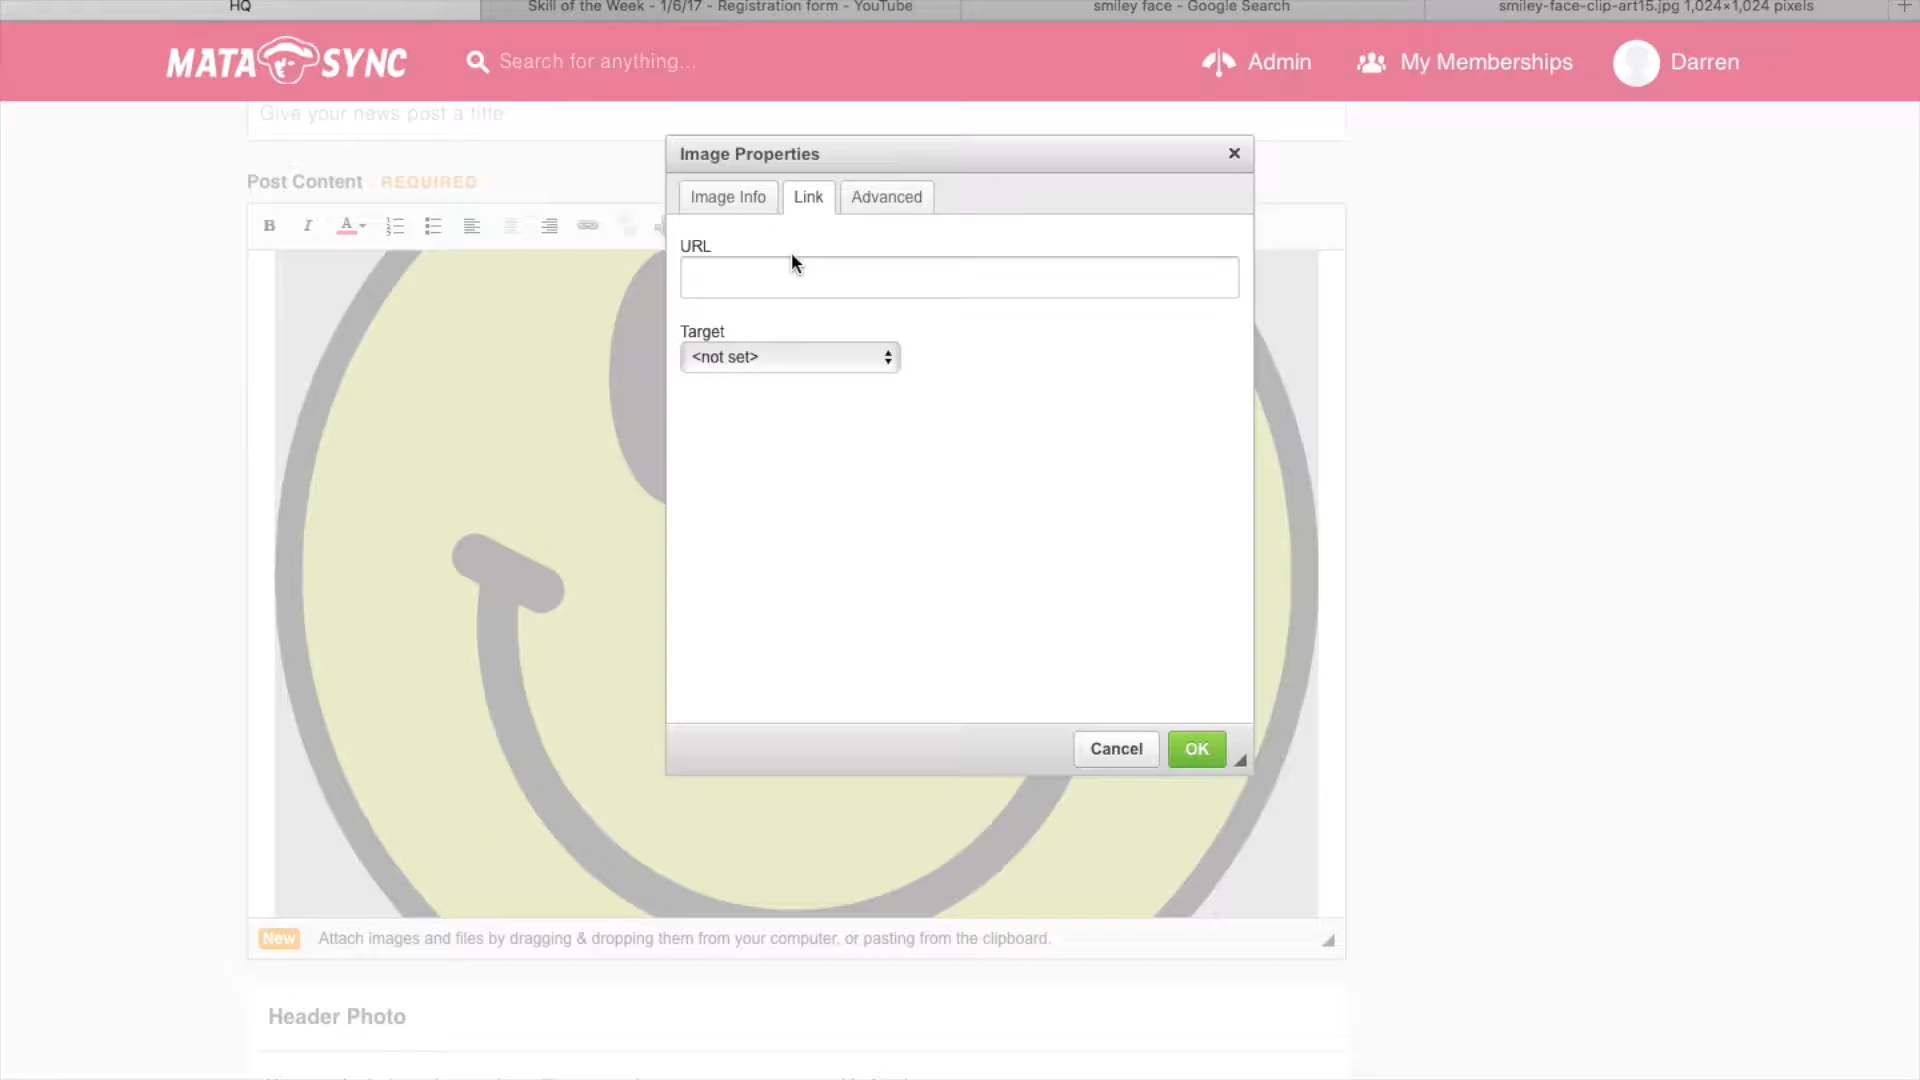 HQ
Skill of the Week - 1/6/17 - Registration form - YouTube
smiley face - Google Search
smiley-face-clip-art15.jpg 1,024×1,024 pixels
MATA SYNC
Search for anything...
Admin
My Memberships
Darren
Give your news post a title
Image Properties
Post Content REQUIRED
Image Info
Link
Advanced
B I A
URL
Target
<not set>
Cancel
OK
New Attach images and files by dragging & dropping them from your computer, or pasting from the clipboard.
Header Photo